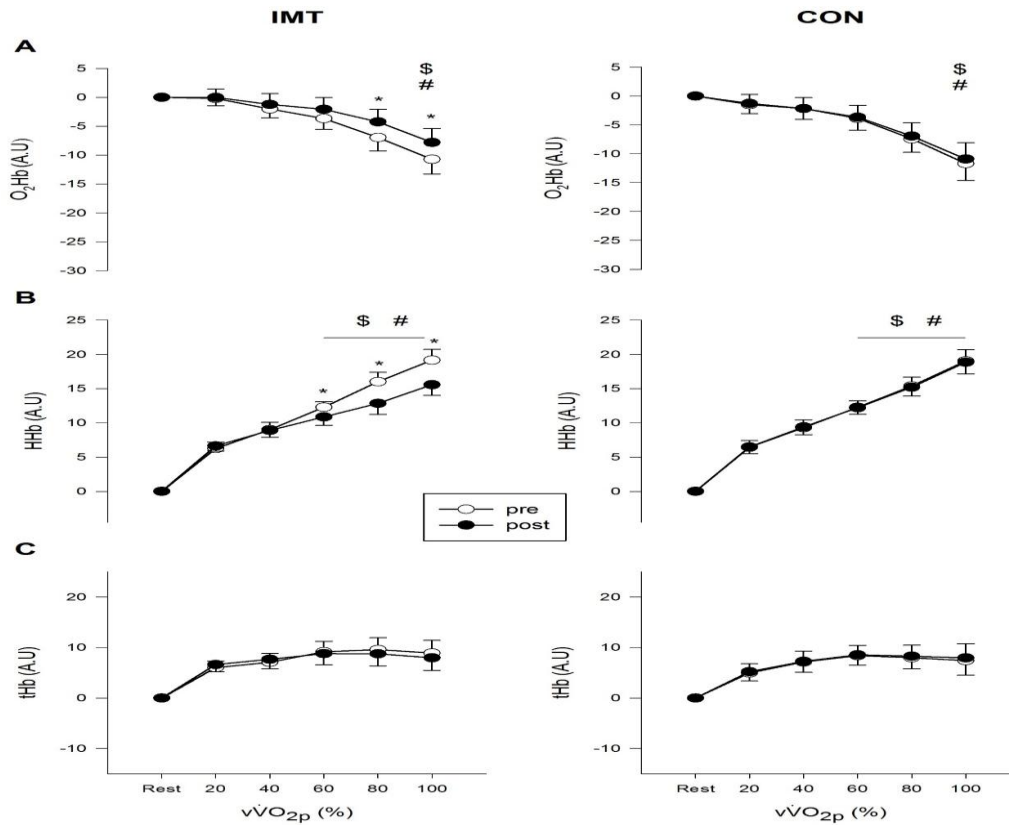 IMT CON
A
5
0
-5
-10
-15
-20
-25
-30
O₂Hb (A.U)
$
#
*
*
5
0
-5
-10
-15
-20
-25
-30
O₂Hb (A.U)
$
#
B
25
20
15
10
5
0
HHb (A.U)
$ #
*
*
*
25
20
15
10
5
0
HHb (A.U)
$ #
pre
post
C
20
10
0
-10
tHb (A.U)
Rest 20 40 60 80 100
vV̇O₂p (%)
20
10
0
-10
tHb (A.U)
Rest 20 40 60 80 100
vV̇O₂p (%)